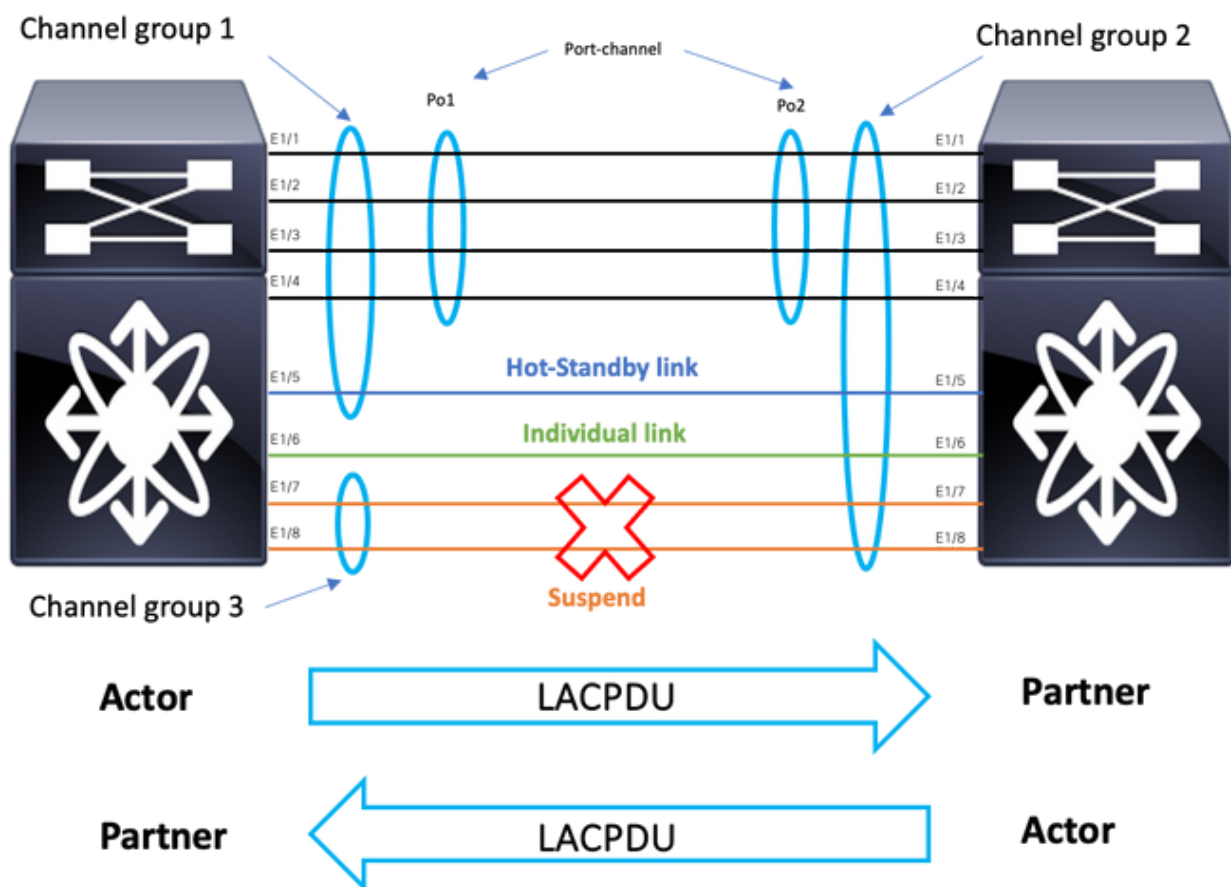 Channel group 1
Port-channel
Channel group 2
Po1
Po2
E1/1
E1/1
E1/2
E1/2
E1/3
E1/3
E1/4
E1/4
Hot-Standby link
E1/5
E1/5
Individual link
E1/6
E1/6
E1/7
E1/7
E1/8
E1/8
Suspend
Channel group 3
Actor
LACPDU
Partner
Partner
LACPDU
Actor